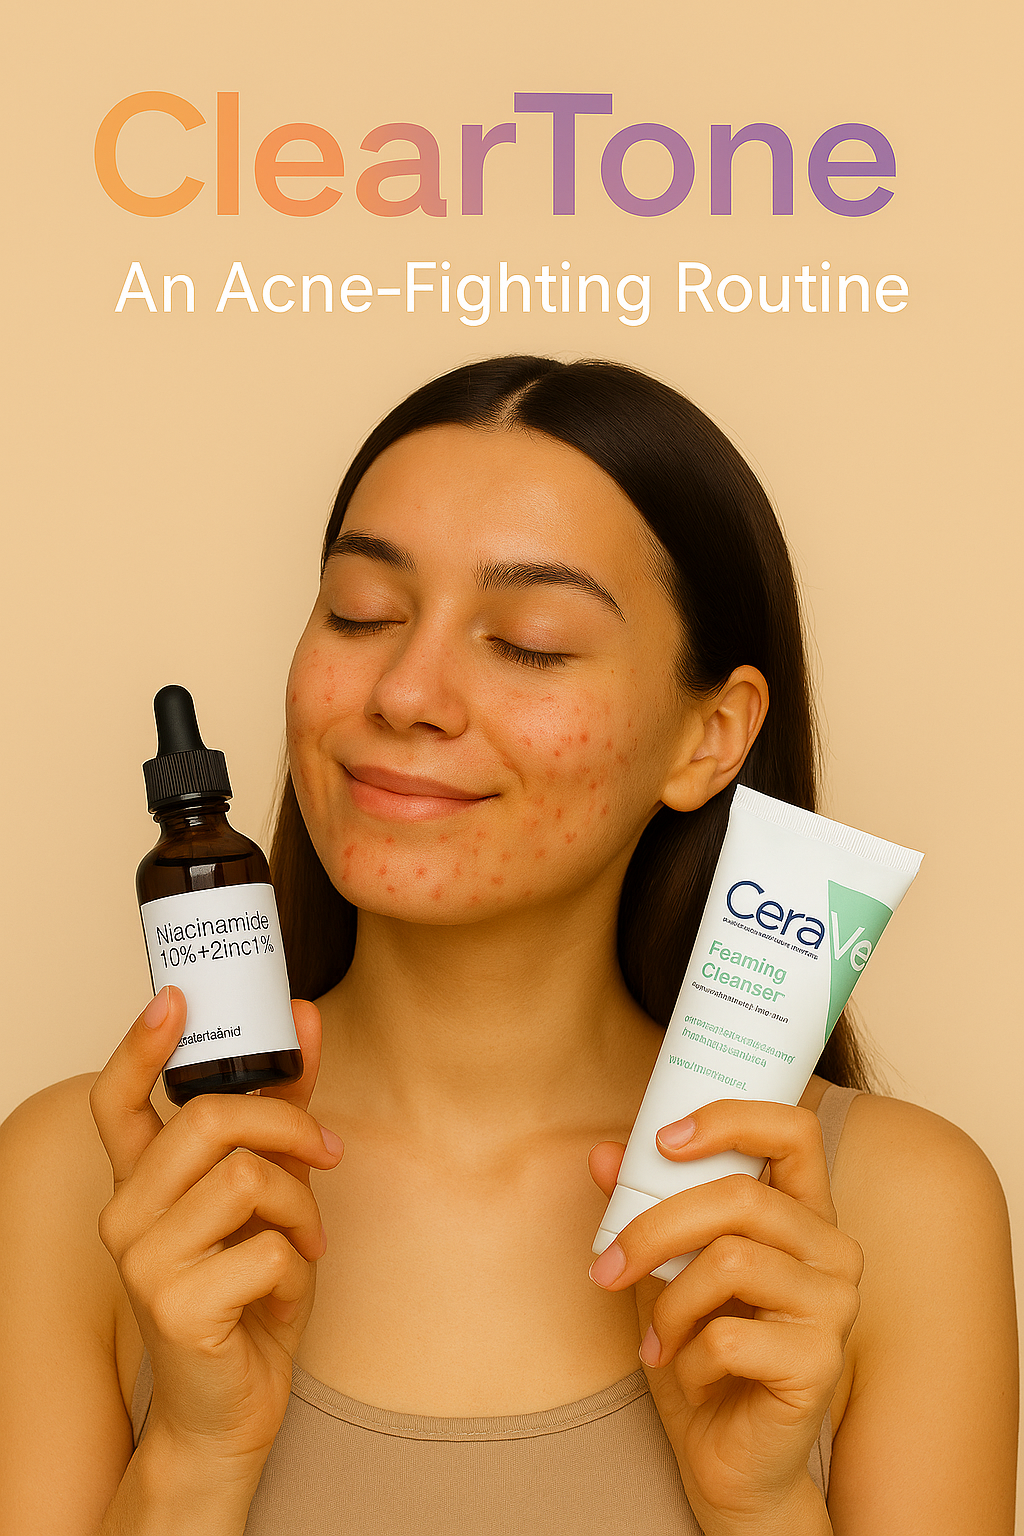 ClearTone
An Acne-Fighting Routine
Niacinamide
10%+2inc1%
CeraVe
Feaming
Cleanser